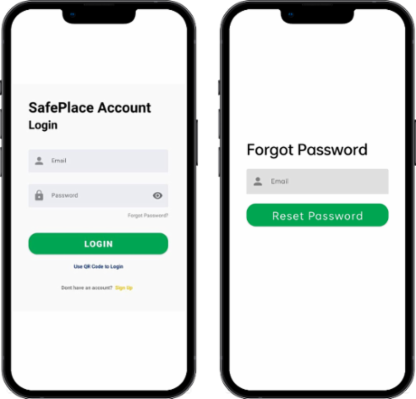 SafePlace Account
Login
Email
Password
Forgot Password?
LOGIN
Use QR Code to Login
Dont have an account? Sign Up
Forgot Password
Email
Reset Password